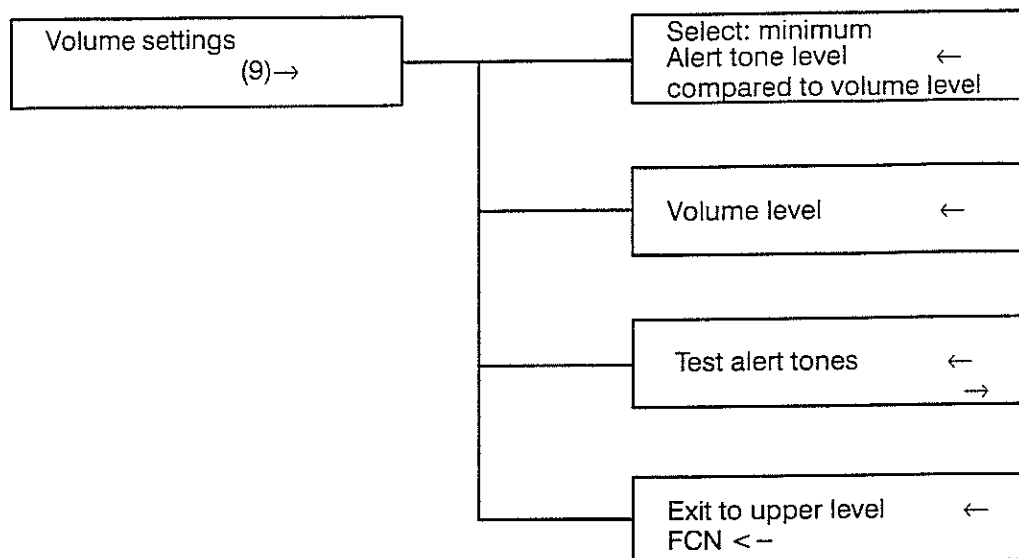 Volume settings
(9)→
Select: minimum
Alert tone level ←
compared to volume level
Volume level ←
Test alert tones ←
→
Exit to upper level ←
FCN < –